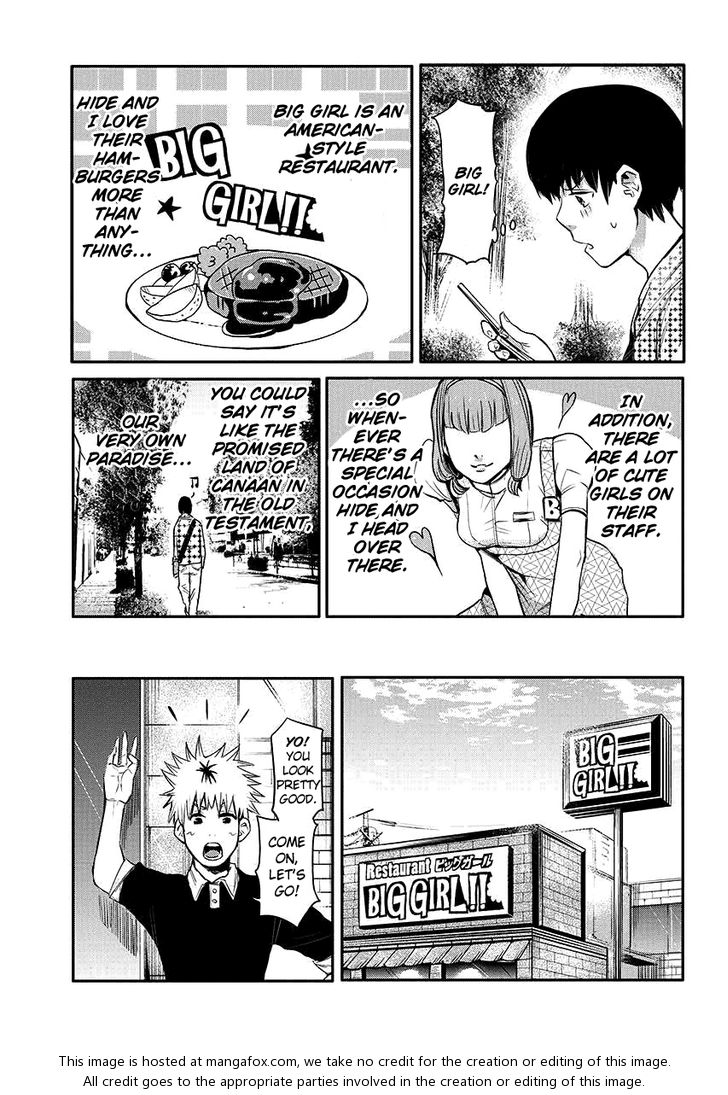 BIG
GIRL!
BIG GIRL IS AN
AMERICAN-
STYLE
RESTAURANT.
HIDE AND
I LOVE
THEIR
HAM-
BURGERS
MORE
THAN
ANY-
THING...
BIG
GIRL!!
IN
ADDITION,
THERE
ARE A LOT
OF CUTE
GIRLS ON
THEIR
STAFF.
...SO
WHEN-
EVER
THERE'S A
SPECIAL
OCCASION
HIDE AND
I HEAD
OVER
THERE.
B
YOU COULD
SAY IT'S
LIKE THE
PROMISED
LAND OF
CANAAN
IN THE OLD
TESTAMENT,
OUR
VERY OWN
PARADISE...
BIG
GIRL!!
Restaurant ビッグガール
BIG GIRL!!
YO!
YOU
LOOK
PRETTY
GOOD.
COME
ON,
LET'S
GO!
This image is hosted at mangafox.com, we take no credit for the creation or editing of this image.
All credit goes to the appropriate parties involved in the creation or editing of this image.